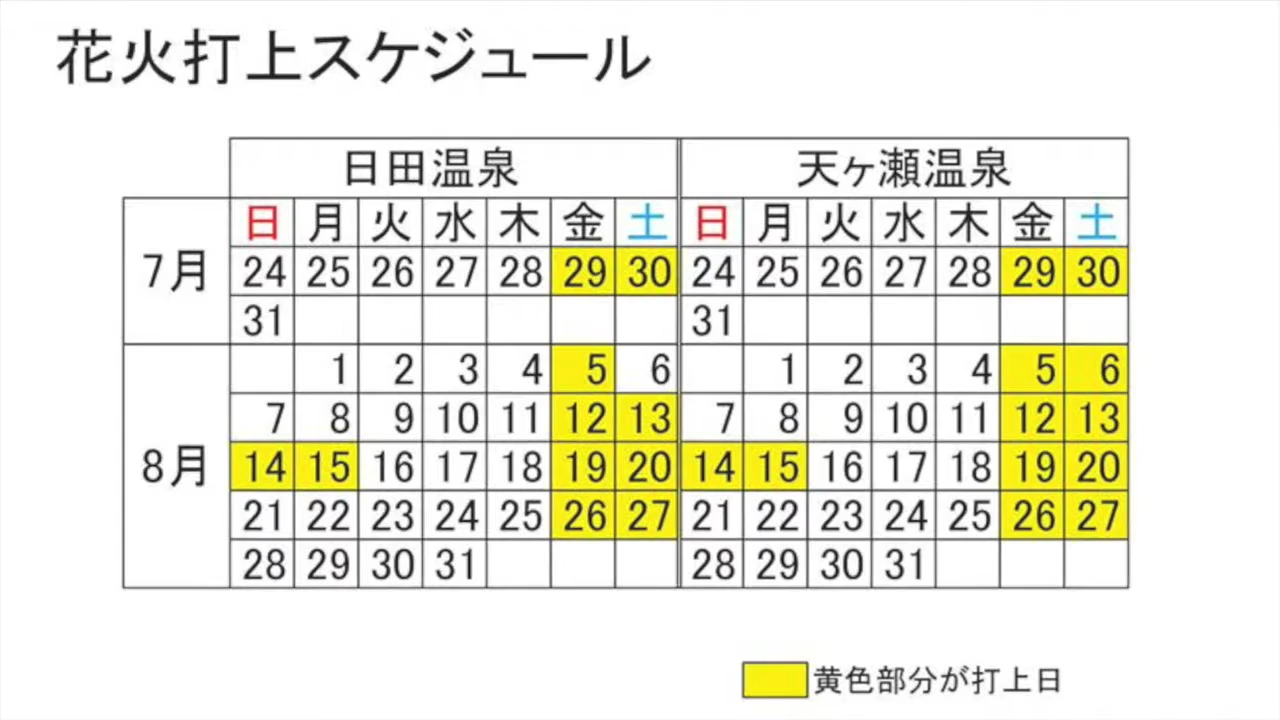 花火打上スケジュール
日田温泉 天ヶ瀬温泉
日 月 火 水 木 金 土 日 月 火 水 木 金 土
7月 24 25 26 27 28 29 30 24 25 26 27 28 29 30
31 31
1 2 3 4 5 6 1 2 3 4 5 6
7 8 9 10 11 12 13 7 8 9 10 11 12 13
8月 14 15 16 17 18 19 20 14 15 16 17 18 19 20
21 22 23 24 25 26 27 21 22 23 24 25 26 27
28 29 30 31 28 29 30 31
黄色部分が打上日